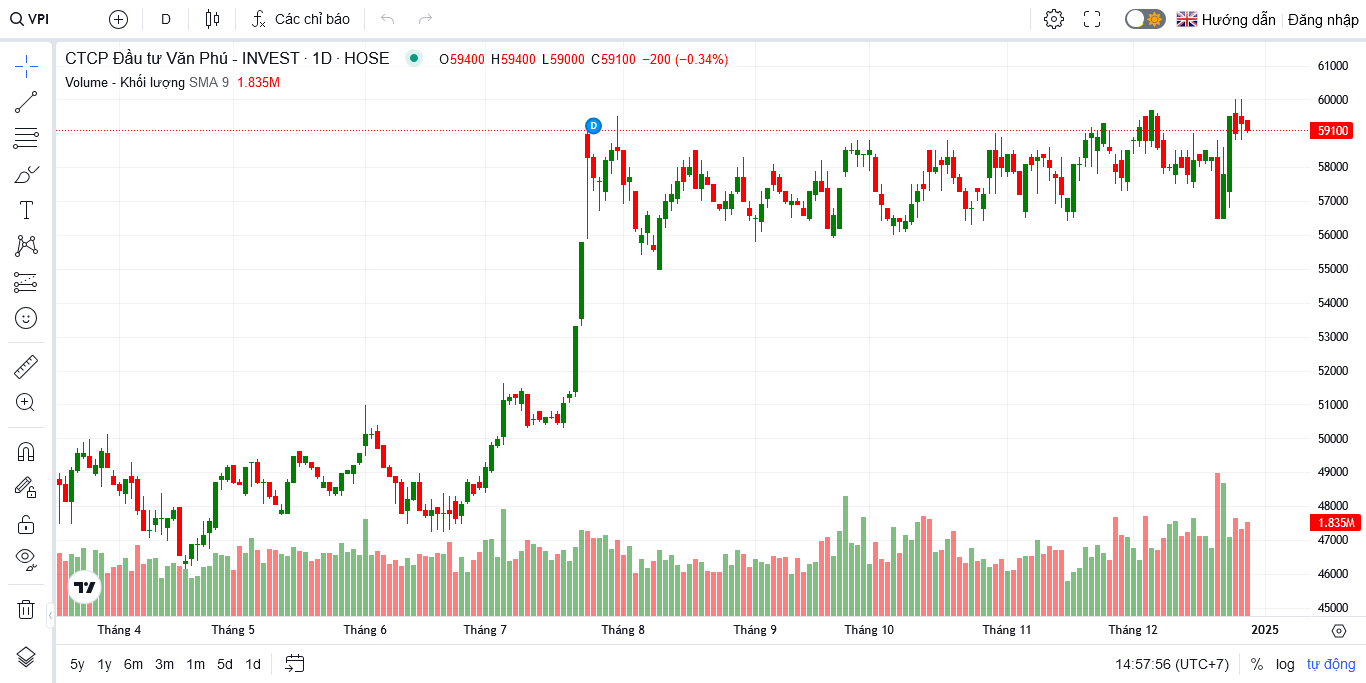 VPI D Các chỉ báo Hướng dẫn Đăng nhập
CTCP Đầu tư Văn Phú - INVEST · 1D · HOSE O59400 H59400 L59000 C59100 −200 (−0.34%)
Volume - Khối lượng SMA 9 1.835M
61000
60000
59100
58000
57000
56000
55000
54000
53000
52000
51000
50000
49000
48000
1.835M
47000
46000
45000
D
Tháng 4 Tháng 5 Tháng 6 Tháng 7 Tháng 8 Tháng 9 Tháng 10 Tháng 11 Tháng 12 2025
5y 1y 6m 3m 1m 5d 1d 14:57:56 (UTC+7) % log tự động